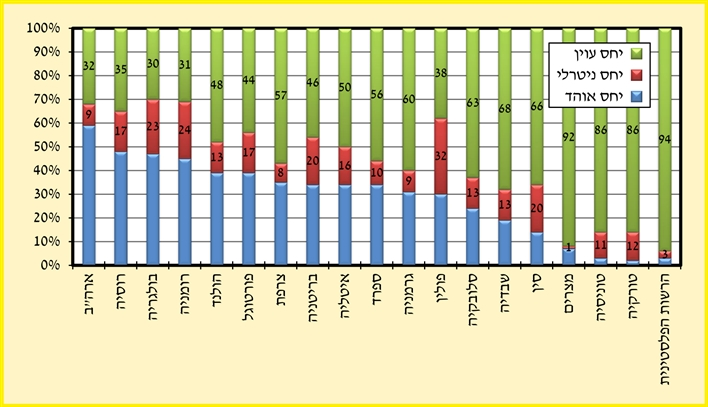 100%
90%
80%
70%
60%
50%
40%
30%
20%
10%
0%
יחס עוין
יחס ניטרלי
יחס אוהד
32 35 30 31 48 44 57 46 50 56 60 38 63 68 66 92 86 86 94
9 17 23 24 13 17 8 20 16 10 9 32 13 13 20 1 11 12 3
ארה"ב
רוסיה
בולגריה
רומניה
הולנד
פורטוגל
צרפת
בריטניה
איטליה
ספרד
גרמניה
פולין
סלובקיה
שבדיה
סין
מצרים
תוניסיה
טורקיה
הרשות הפלסטינית